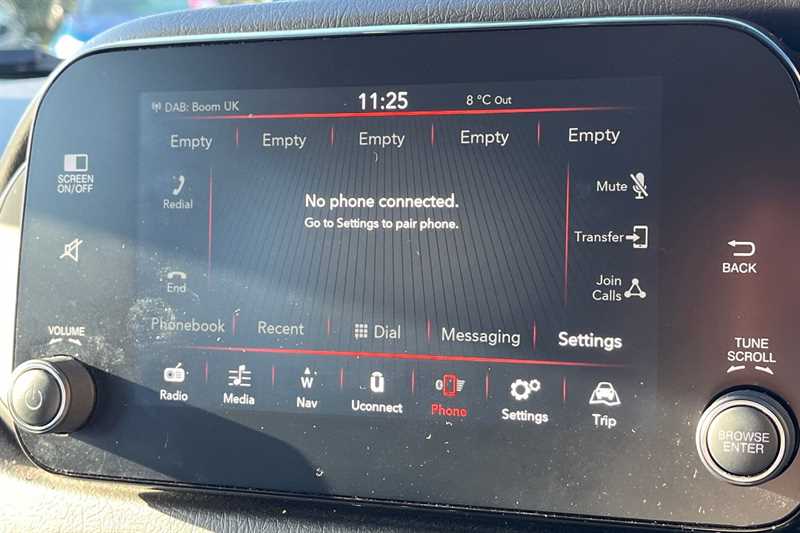 DAB: Boom UK 11:25 8 °C Out
Empty Empty Empty Empty Empty
SCREEN
ON/OFF
Redial
No phone connected.
Go to Settings to pair phone.
Mute
Transfer
End
Join
Calls
BACK
Phonebook Recent Dial Messaging Settings
VOLUME
TUNE
SCROLL
Radio Media Nav Uconnect Phone Settings Trip
W
BROWSE
ENTER